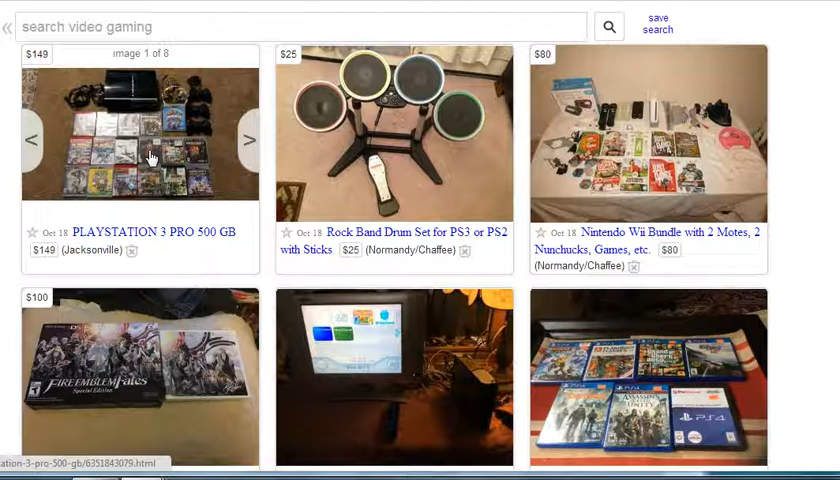 search video gaming
save
search
$149
image 1 of 8
$25
$80
Oct 18 PLAYSTATION 3 PRO 500 GB
$149 (Jacksonville)
Oct 18 Rock Band Drum Set for PS3 or PS2
with Sticks $25 (Normandy/Chaffee)
Oct 18 Nintendo Wii Bundle with 2 Motes, 2
Nunchucks, Games, etc. $80
(Normandy/Chaffee)
$100
FIRE EMBLEM Fates
Special Edition
ASSASSIN'S
UNITY
PS4
ation-3-pro-500-gb/6351843079.html